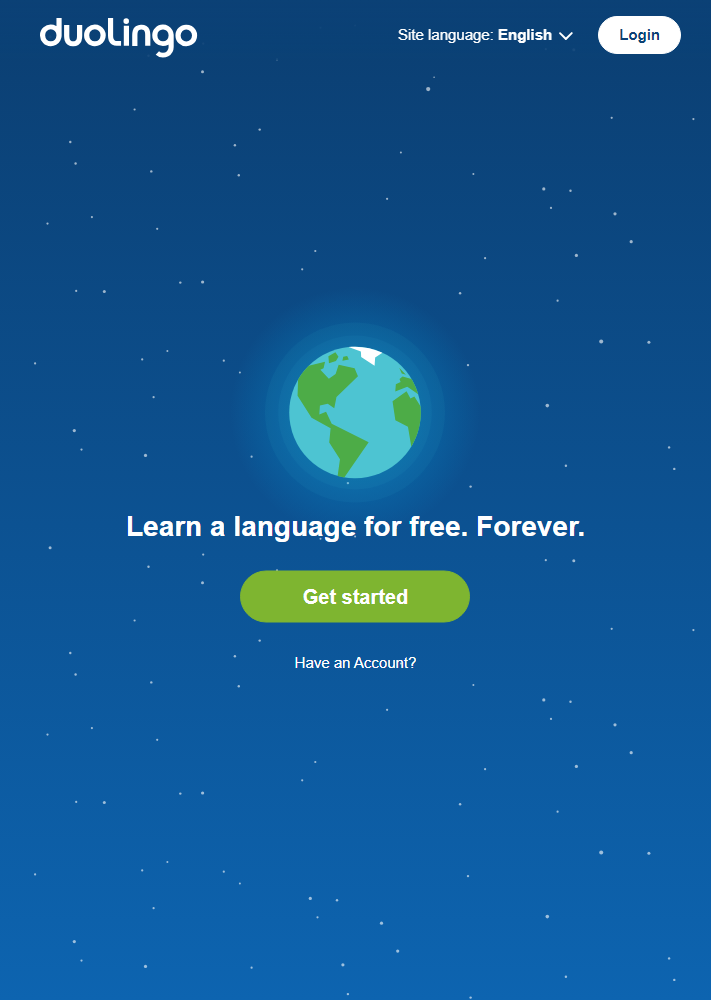 duolingo
Site language: English
Login
Learn a language for free. Forever.
Get started
Have an Account?